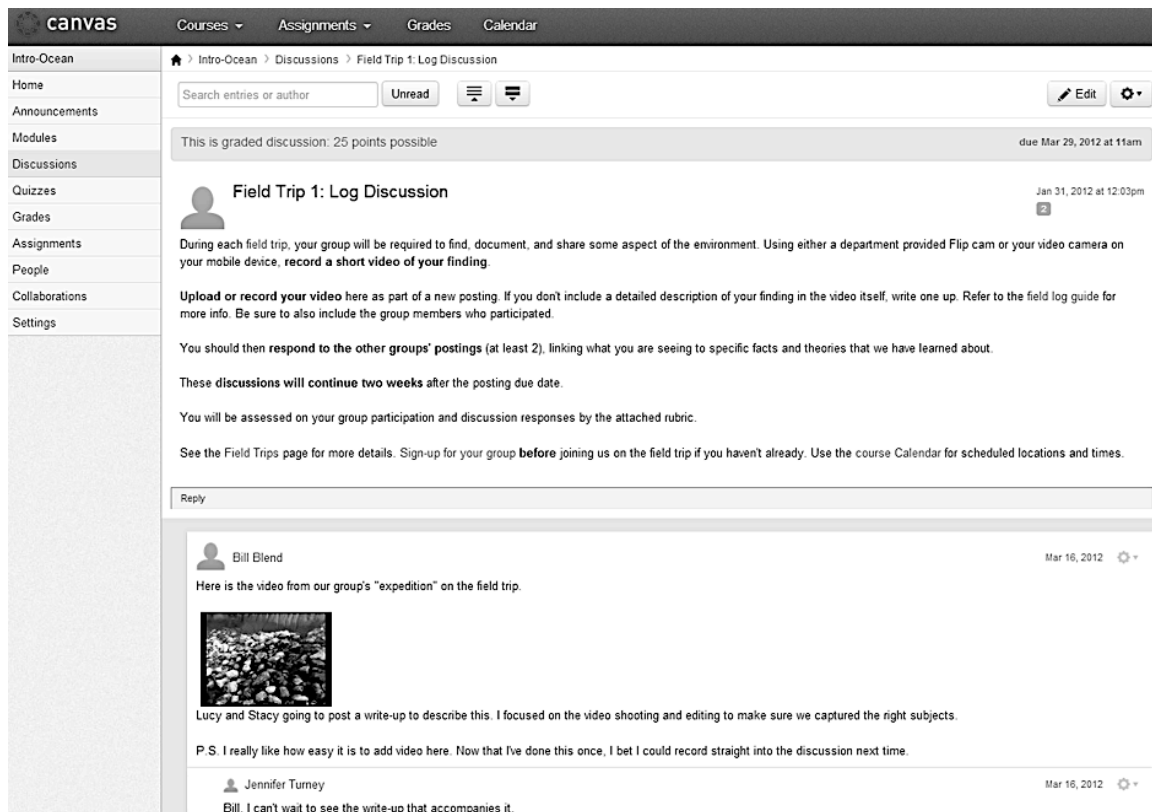 canvas
Courses Assignments Grades Calendar
Intro-Ocean
Home
Announcements
Modules
Discussions
Quizzes
Grades
Assignments
People
Collaborations
Settings
Intro-Ocean > Discussions > Field Trip 1: Log Discussion
Search entries or author Unread Edit
This is graded discussion: 25 points possible due Mar 29, 2012 at 11am
Field Trip 1: Log Discussion Jan 31, 2012 at 12:03pm
2
During each field trip, your group will be required to find, document, and share some aspect of the environment. Using either a department provided Flip cam or your video camera on
your mobile device, record a short video of your finding.
Upload or record your video here as part of a new posting. If you don't include a detailed description of your finding in the video itself, write one up. Refer to the field log guide for
more info. Be sure to also include the group members who participated.
You should then respond to the other groups' postings (at least 2), linking what you are seeing to specific facts and theories that we have learned about.
These discussions will continue two weeks after the posting due date.
You will be assessed on your group participation and discussion responses by the attached rubric.
See the Field Trips page for more details. Sign-up for your group before joining us on the field trip if you haven't already. Use the course Calendar for scheduled locations and times.
Reply
Bill Blend Mar 16, 2012
Here is the video from our group's "expedition" on the field trip.
Lucy and Stacy going to post a write-up to describe this. I focused on the video shooting and editing to make sure we captured the right subjects.
P.S. I really like how easy it is to add video here. Now that I've done this once, I bet I could record straight into the discussion next time.
Jennifer Turney Mar 16, 2012
Bill, I can't wait to see the write-up that accompanies it.